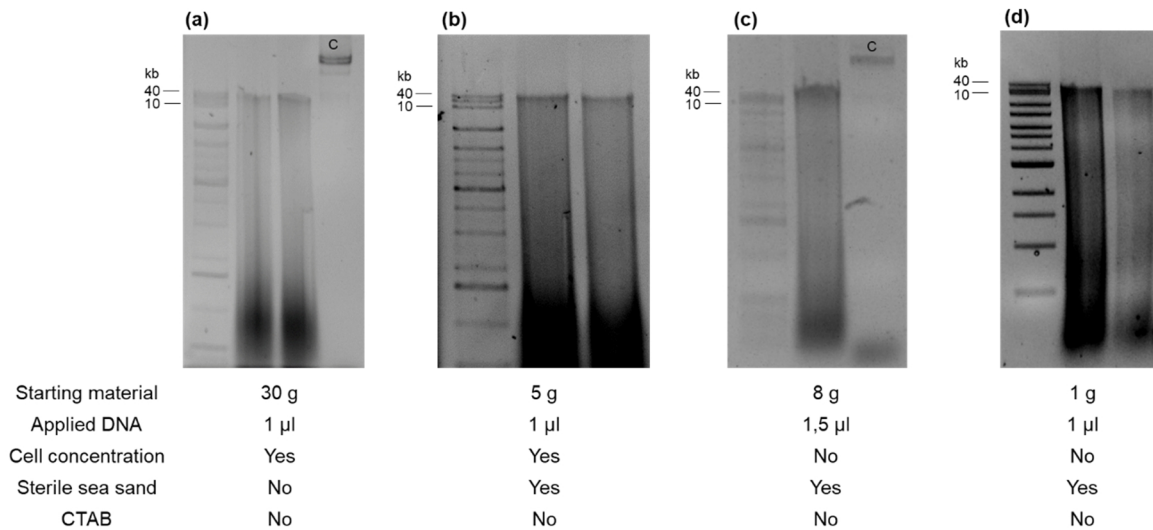 (a) (b) (c) (d)
C C
kb kb kb kb
40 40 40 40
10 10 10 10
Starting material 30 g 5 g 8 g 1 g
Applied DNA 1 µl 1 µl 1,5 µl 1 µl
Cell concentration Yes Yes No No
Sterile sea sand No Yes Yes Yes
CTAB No No No No